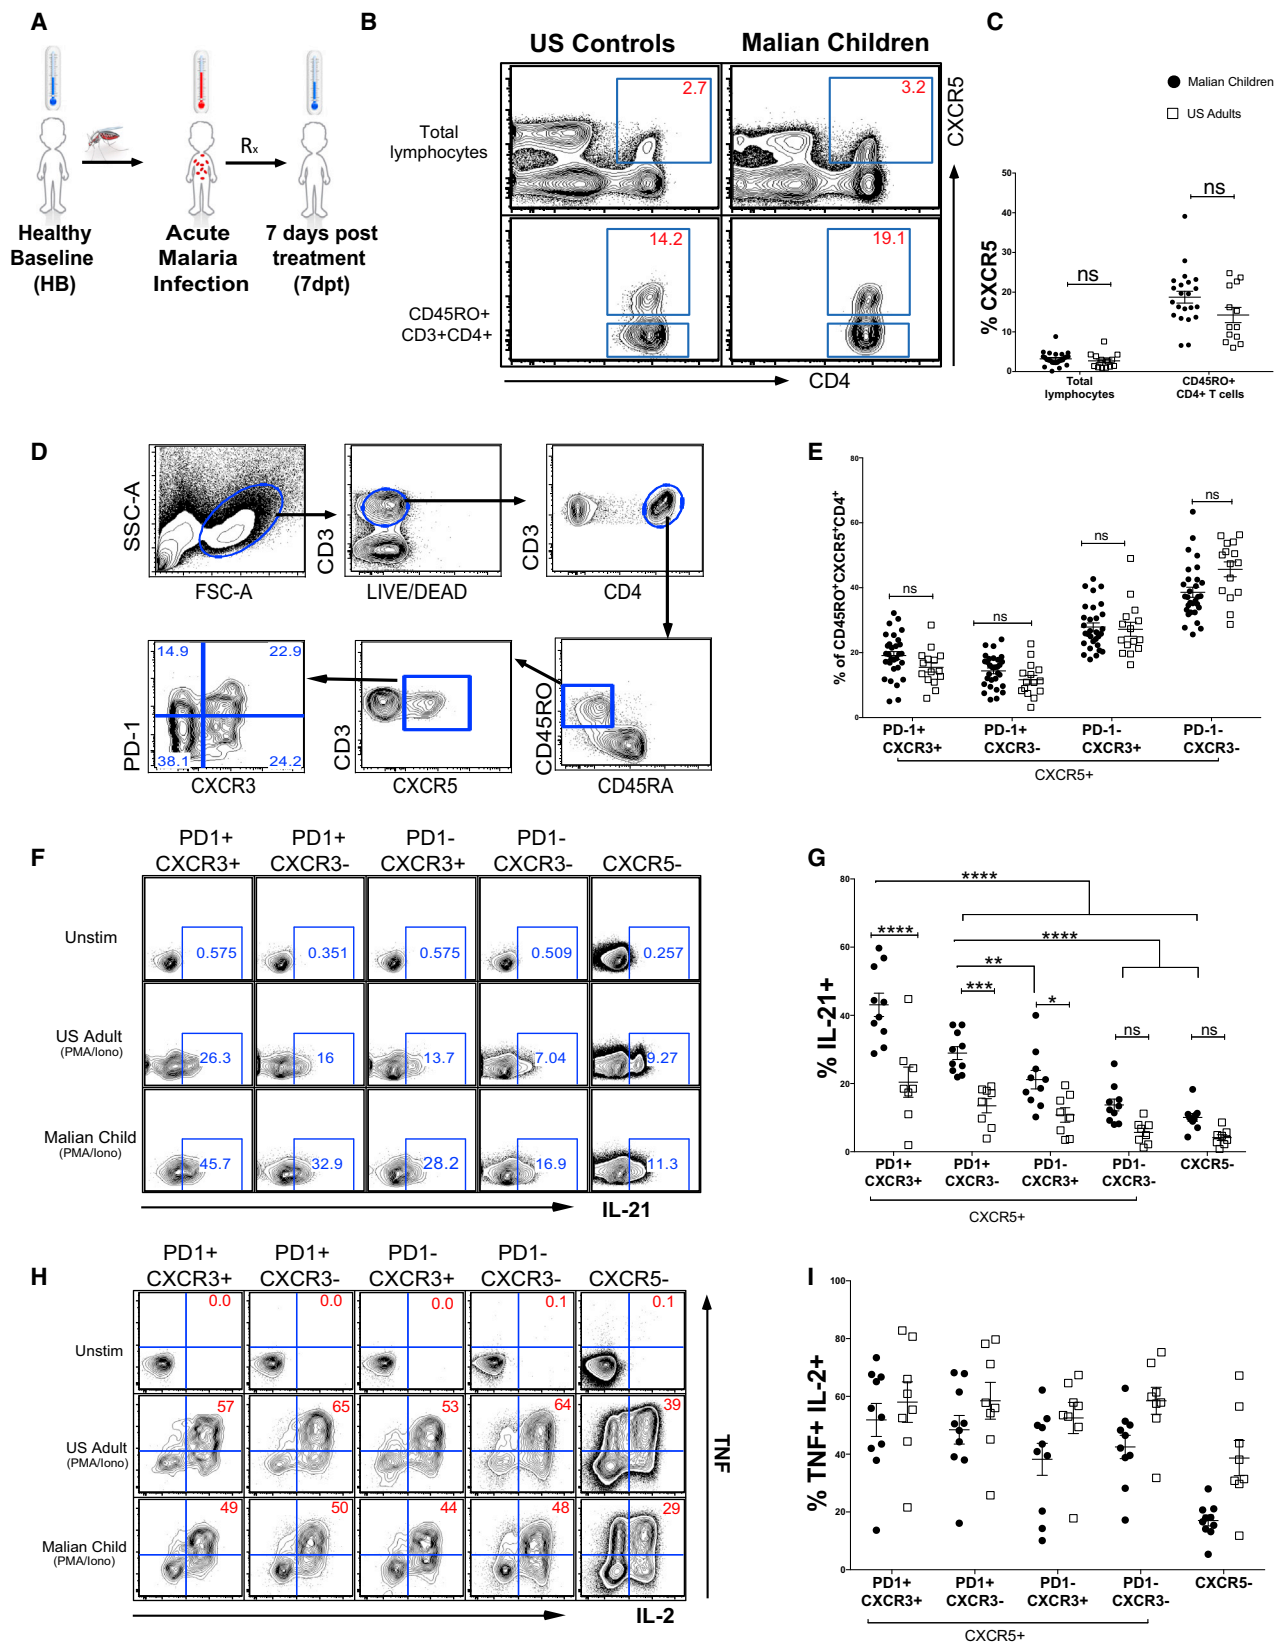 A
Healthy
Baseline
(HB)
Acute
Malaria
Infection
Rx
7 days post
treatment
(7dpt)
B
US Controls
Malian Children
Total
lymphocytes
2.7
3.2
CD45RO+
CD3+CD4+
14.2
19.1
CXCR5
CD4
C
Malian Children
US Adults
% CXCR5
50
40
30
20
10
0
ns
ns
Total
lymphocytes
CD45RO+
CD4+ T cells
D
SSC-A
FSC-A
CD3
LIVE/DEAD
CD3
CD4
PD-1
14.9
22.9
38.1
24.2
CXCR3
CD3
CXCR5
CD45RO
CD45RA
E
% of CD45RO+CXCR5+CD4+
80
60
40
20
0
ns
ns
ns
ns
PD-1+
CXCR3+
PD-1+
CXCR3-
PD-1-
CXCR3+
PD-1-
CXCR3-
CXCR5+
F
PD1+
CXCR3+
PD1+
CXCR3-
PD1-
CXCR3+
PD1-
CXCR3-
CXCR5-
Unstim
0.575
0.351
0.575
0.509
0.257
US Adult
(PMA/Iono)
26.3
16
13.7
7.04
9.27
Malian Child
(PMA/Iono)
45.7
32.9
28.2
16.9
11.3
IL-21
G
% IL-21+
80
60
40
20
0
****
****
****
**
***
*
ns
ns
PD1+
CXCR3+
PD1+
CXCR3-
PD1-
CXCR3+
PD1-
CXCR3-
CXCR5-
CXCR5+
H
PD1+
CXCR3+
PD1+
CXCR3-
PD1-
CXCR3+
PD1-
CXCR3-
CXCR5-
Unstim
0.0
0.0
0.0
0.1
0.1
US Adult
(PMA/Iono)
57
65
53
64
39
Malian Child
(PMA/Iono)
49
50
44
48
29
TNF
IL-2
I
% TNF+ IL-2+
100
80
60
40
20
0
PD1+
CXCR3+
PD1+
CXCR3-
PD1-
CXCR3+
PD1-
CXCR3-
CXCR5-
CXCR5+